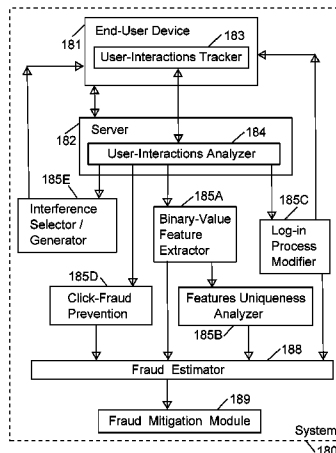 End-User Device
181
183
User-Interactions Tracker
182
Server
184
User-Interactions Analyzer
185E
Interference
Selector /
Generator
185A
Binary-Value
Feature
Extractor
185C
Log-in
Process
Modifier
185D
Click-Fraud
Prevention
Features Uniqueness
Analyzer
185B
188
Fraud Estimator
189
Fraud Mitigation Module
System
180